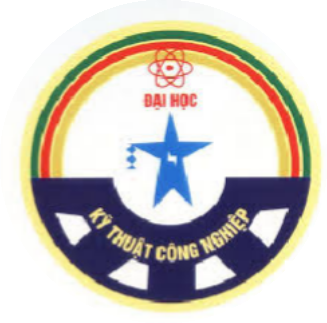 ĐẠI HỌC
KỸ THUẬT CÔNG NGHIỆP